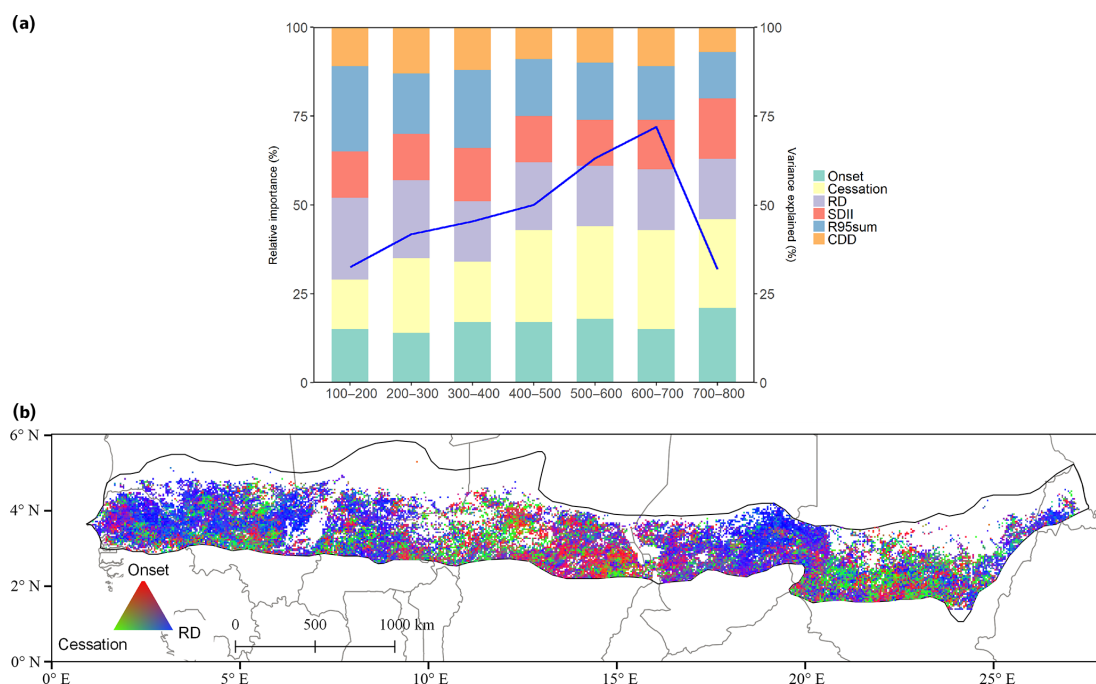 (a)
100 100
75 75
50 50
25 25
0 0
Relative importance (%)
Variance explained (%)
100–200 200–300 300–400 400–500 500–600 600–700 700–800
Onset
Cessation
RD
SDII
R95sum
CDD
(b)
6° N
4° N
2° N
0° N
Onset
Cessation
RD
0 500 1000 km
0° E 5° E 10° E 15° E 20° E 25° E